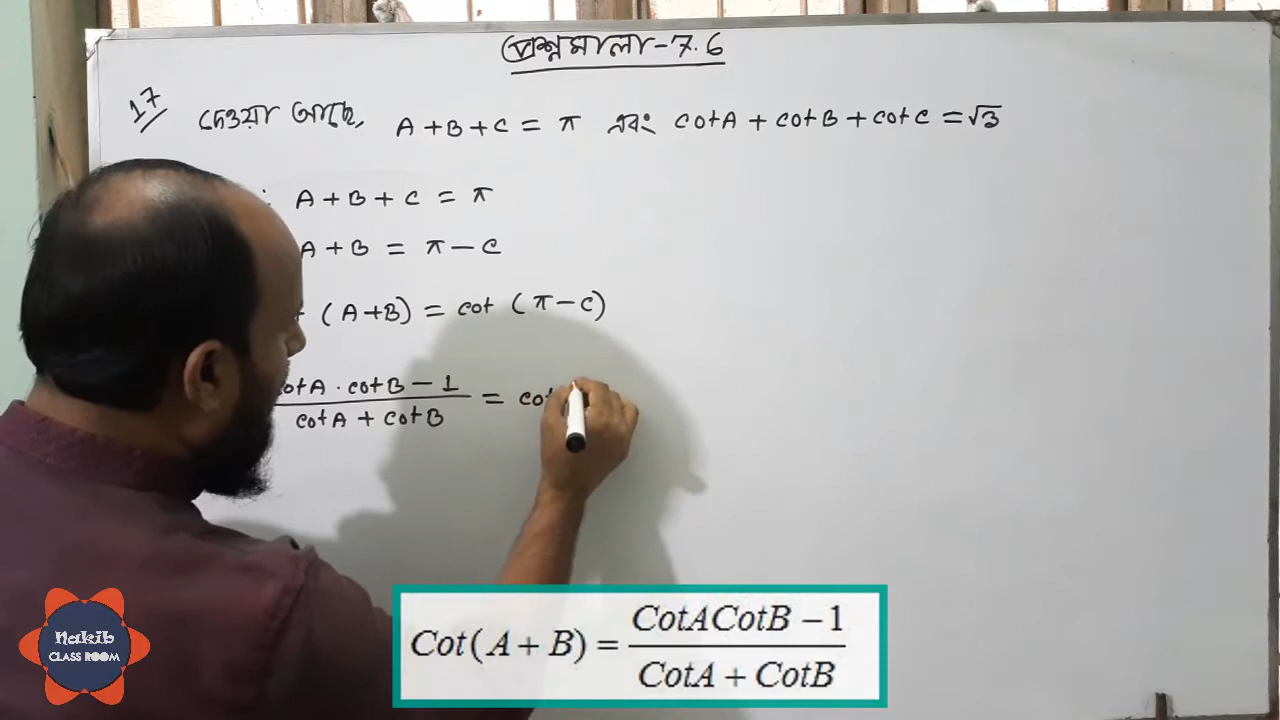 প্রশ্নমালা-7.6
17 দেওয়া আছে, A+B+C = π এবং cotA + cotB + cotC = √3
A+B+C = π
A+B = π-C
(A+B) = cot (π-C)
cotA · cotB - 1 / cotA + cotB =
Cot(A+B) = CotACotB -1 / CotA + CotB
Nakib
CLASS ROOM